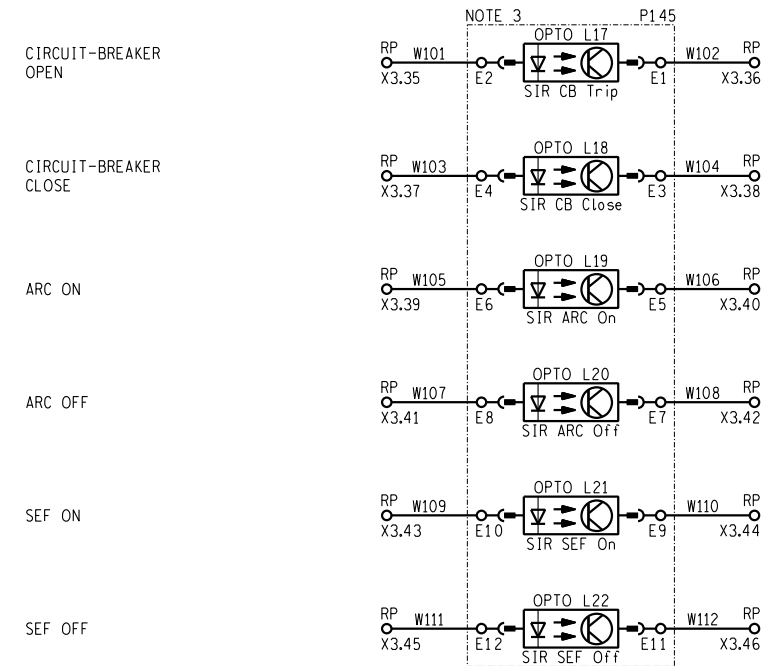 NOTE 3 P145
OPTO L17
CIRCUIT-BREAKER
OPEN
RP W101 W102 RP
X3.35 E2 E1 X3.36
SIR CB Trip
OPTO L18
CIRCUIT-BREAKER
CLOSE
RP W103 W104 RP
X3.37 E4 E3 X3.38
SIR CB Close
OPTO L19
ARC ON
RP W105 W106 RP
X3.39 E6 E5 X3.40
SIR ARC On
OPTO L20
ARC OFF
RP W107 W108 RP
X3.41 E8 E7 X3.42
SIR ARC Off
OPTO L21
SEF ON
RP W109 W110 RP
X3.43 E10 E9 X3.44
SIR SEF On
OPTO L22
SEF OFF
RP W111 W112 RP
X3.45 E12 E11 X3.46
SIR SEF Off